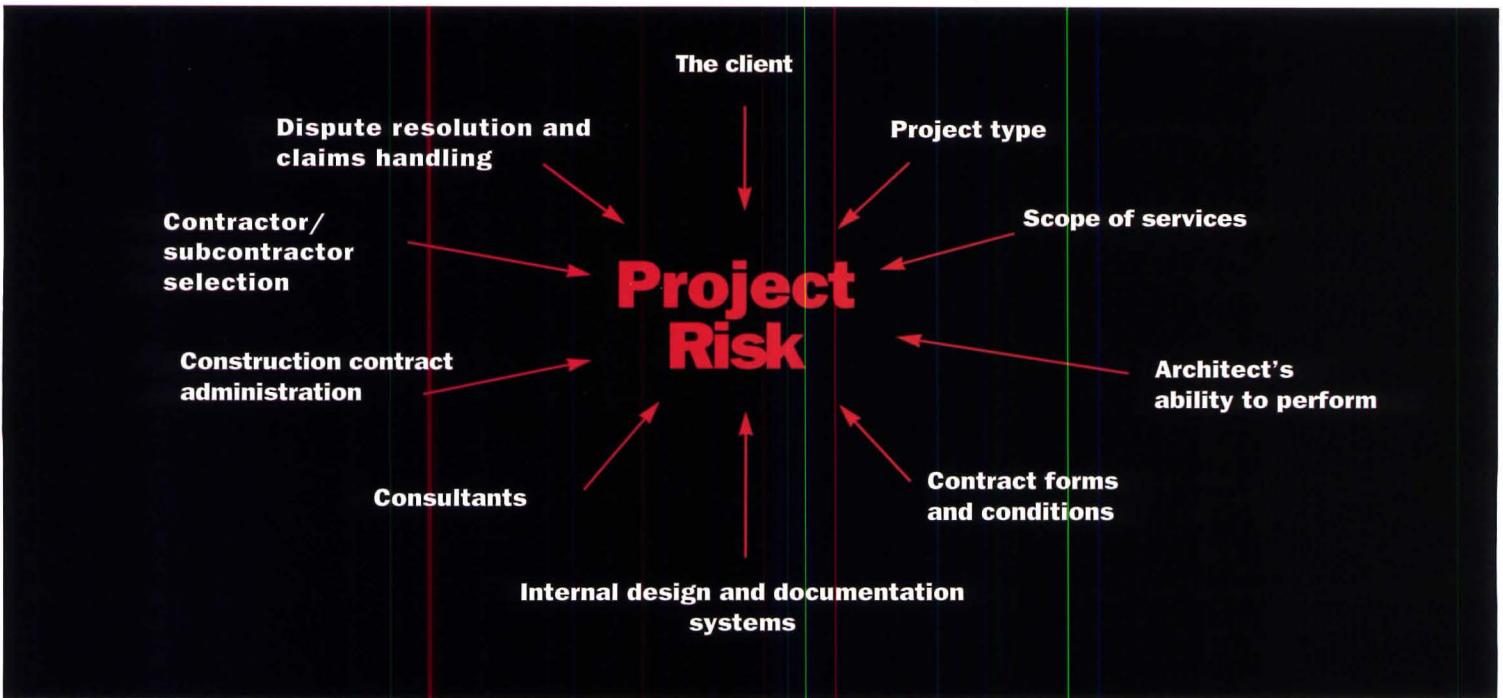 The client
Project type
Scope of services
Architect's
ability to perform
Contract forms
and conditions
Internal design and documentation
systems
Consultants
Construction contract
administration
Contractor/
subcontractor
selection
Dispute resolution and
claims handling
Project
Risk